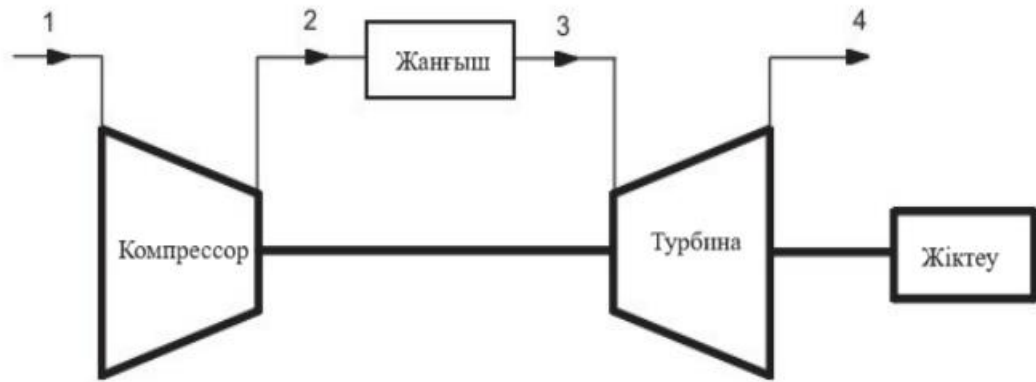 1
2
3
4
Жанғыш
Компрессор
Турбина
Жіктеу